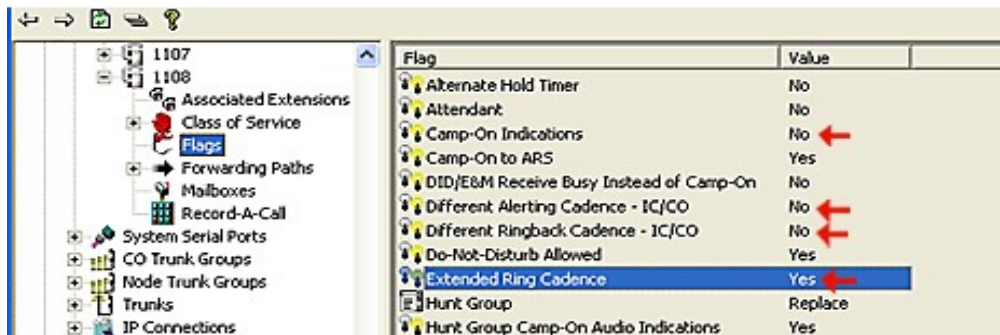 1107
1108
Associated Extensions
Class of Service
Flags
Forwarding Paths
Mailboxes
Record-A-Call
System Serial Ports
CO Trunk Groups
Node Trunk Groups
Trunks
IP Connections
Flag Value
Alternate Hold Timer No
Attendant No
Camp-On Indications No
Camp-On to ARS Yes
DID/E&M Receive Busy Instead of Camp-On No
Different Alerting Cadence - IC/CO No
Different Ringback Cadence - IC/CO No
Do-Not-Disturb Allowed Yes
Extended Ring Cadence Yes
Hunt Group Replace
Hunt Group Camp-On Audio Indications Yes